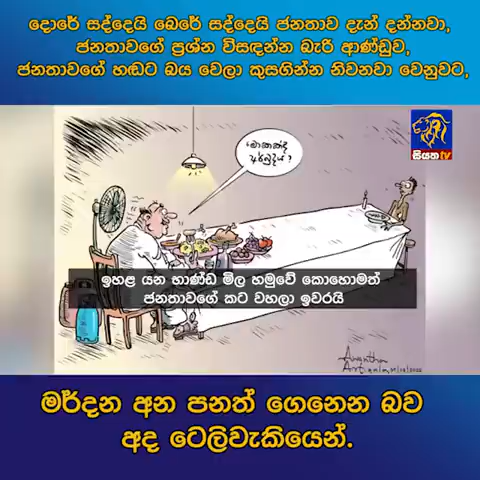 දොරේ සද්දෙයි බෙරේ සද්දෙයි ජනතාව දැන් දන්නවා,
ජනතාවගේ ප්‍රශ්න විසඳන්න බැරි ආණ්ඩුව,
ජනතාවගේ හඬට බය වෙලා කුසගින්න නිවනවා වෙනුවට,
සියත tv
ඉහළ යන භාණ්ඩ මිල හමුවේ කොහොමත්
ජනතාවගේ කට වහලා ඉවරයි
මර්දන අන පනත් ගෙනෙන බව
අද ටෙලිවැකියෙන්.